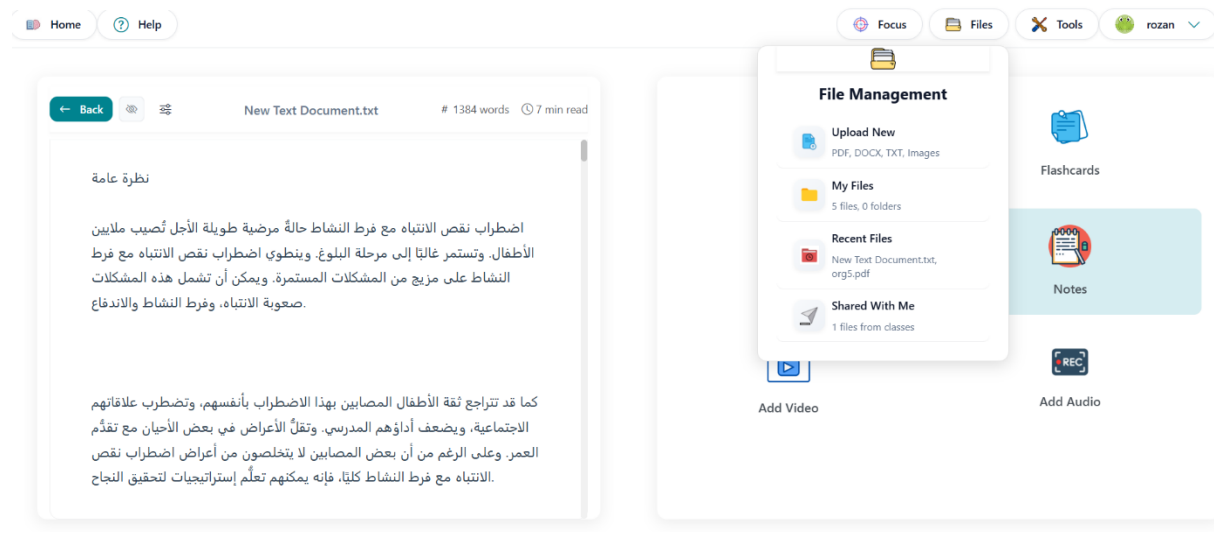 Home
Help
Focus
Files
Tools
rozan
← Back
New Text Document.txt
# 1384 words
7 min read
نظرة عامة
اضطراب نقص الانتباه مع فرط النشاط حالةٌ مرضية طويلة الأجل تُصيب ملايين
الأطفال. وتستمر غالبًا إلى مرحلة البلوغ. وينطوي اضطراب نقص الانتباه مع فرط
النشاط على مزيج من المشكلات المستمرة. ويمكن أن تشمل هذه المشكلات
.صعوبة الانتباه، وفرط النشاط والاندفاع
كما قد تتراجع ثقة الأطفال المصابين بهذا الاضطراب بأنفسهم، وتضطرب علاقاتهم
الاجتماعية، ويضعف أداؤهم المدرسي. وتقلُّ الأعراض في بعض الأحيان مع تقدُّم
العمر. وعلى الرغم من أن بعض المصابين لا يتخلصون من أعراض اضطراب نقص
.الانتباه مع فرط النشاط كليًا، فإنه يمكنهم تعلُّم إستراتيجيات لتحقيق النجاح
File Management
Upload New
PDF, DOCX, TXT, Images
My Files
5 files, 0 folders
Recent Files
New Text Document.txt,
org5.pdf
Shared With Me
1 files from classes
Flashcards
Notes
Add Video
REC
Add Audio